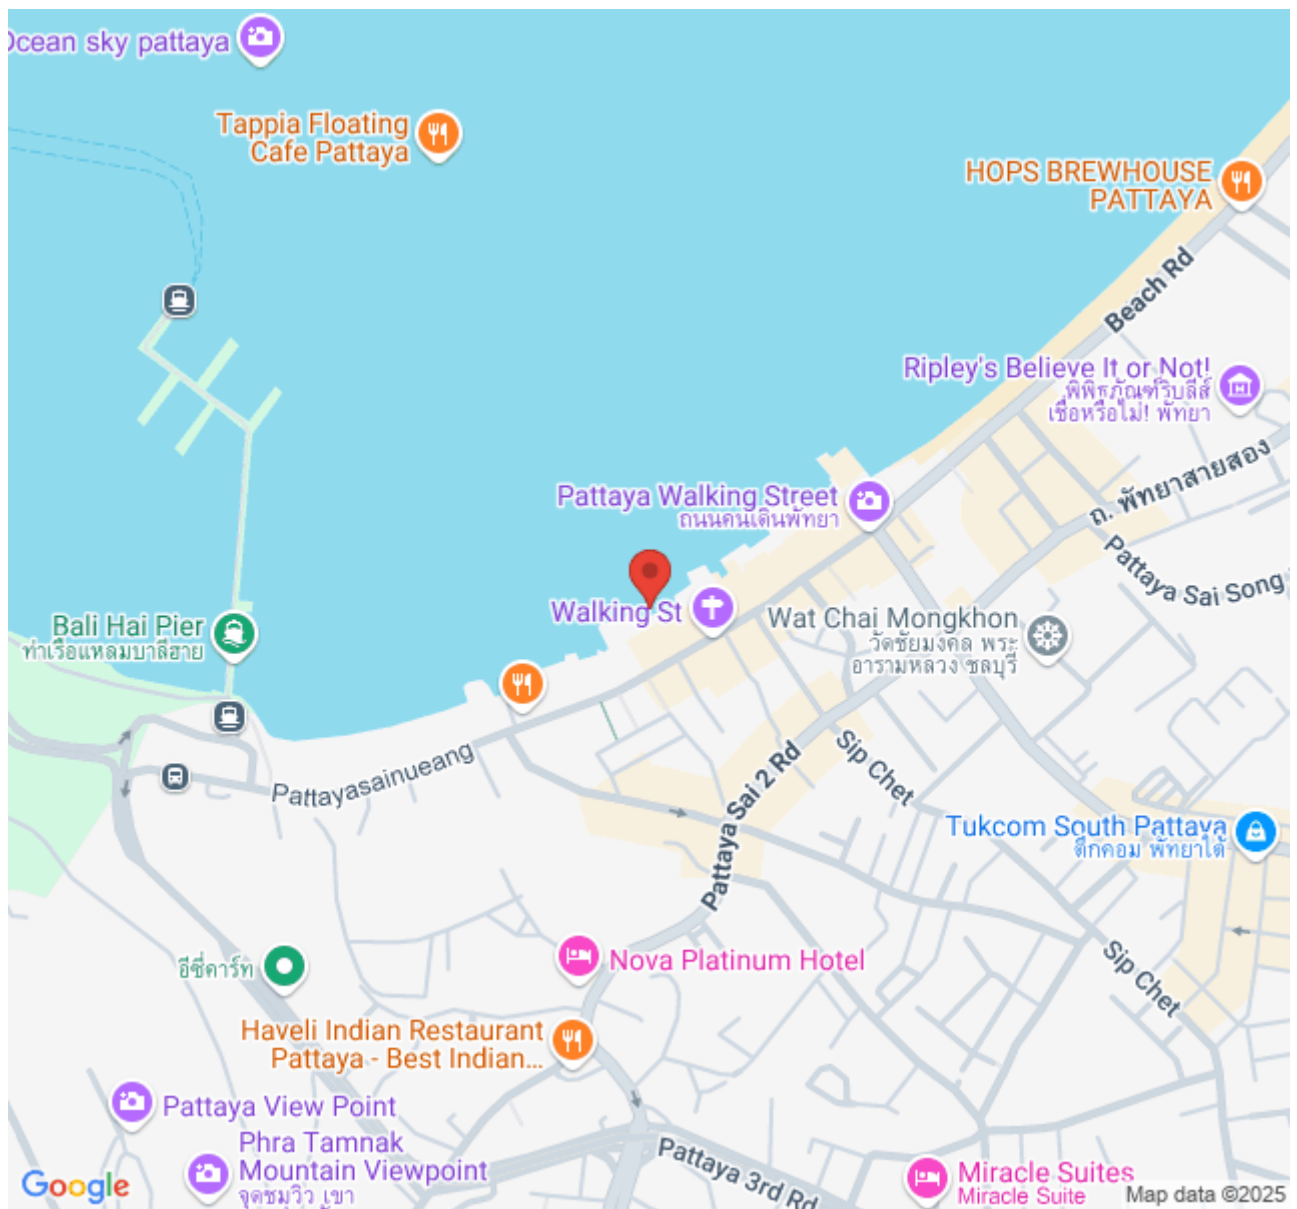 Ocean sky pattaya
Tappia Floating
Cafe Pattaya
HOPS BREWHOUSE
PATTAYA
Beach Rd
Ripley's Believe It or Not!
พิพิธภัณฑ์ริบลีส์
เชื่อหรือไม่! พัทยา
ถ. พัทยาสายสอง
Pattaya Walking Street
ถนนคนเดินพัทยา
Pattaya Sai Song
Walking St
Wat Chai Mongkhon
วัดชัยมงคล พระ
อารามหลวง ชลบุรี
Bali Hai Pier
ท่าเรือแหลมบาลีฮาย
Pattayasainueang
Sip Chet
Pattaya Sai 2 Rd
Tukcom South Pattaya
ตึกคอม พัทยาใต้
Nova Platinum Hotel
อีซี่คาร์ท
Sip Chet
Haveli Indian Restaurant
Pattaya - Best Indian...
Pattaya View Point
Phra Tamnak
Mountain Viewpoint
จุดชมวิว เขา
Pattaya 3rd Rd
Miracle Suites
Miracle Suite
Google
Map data ©2025